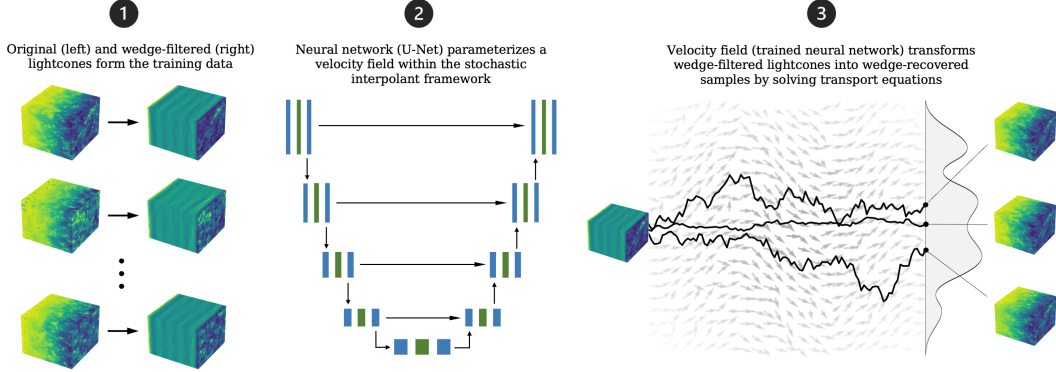 1
Original (left) and wedge-filtered (right)
lightcones form the training data
2
Neural network (U-Net) parameterizes a
velocity field within the stochastic
interpolant framework
3
Velocity field (trained neural network) transforms
wedge-filtered lightcones into wedge-recovered
samples by solving transport equations